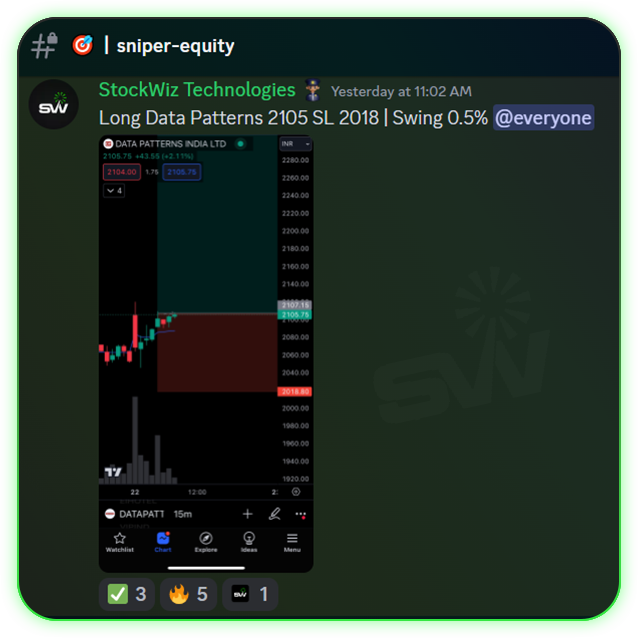 | sniper-equity
SW
StockWiz Technologies Yesterday at 11:02 AM
Long Data Patterns 2105 SL 2018 | Swing 0.5% @everyone
DATA PATTERNS INDIA LTD
INR
2105.75 +43.55 (+2.11%)
2104.00 1.75 2105.75
4
2280.00
2260.00
2240.00
2220.00
2200.00
2180.00
2160.00
2140.00
2107.15
2105.75
2080.00
2060.00
2040.00
2018.80
2000.00
1980.00
1960.00
1940.00
1920.00
22 12:00
DATAPATT 15m
Watchlist Chart Explore Ideas Menu
3 5 SW 1
SW